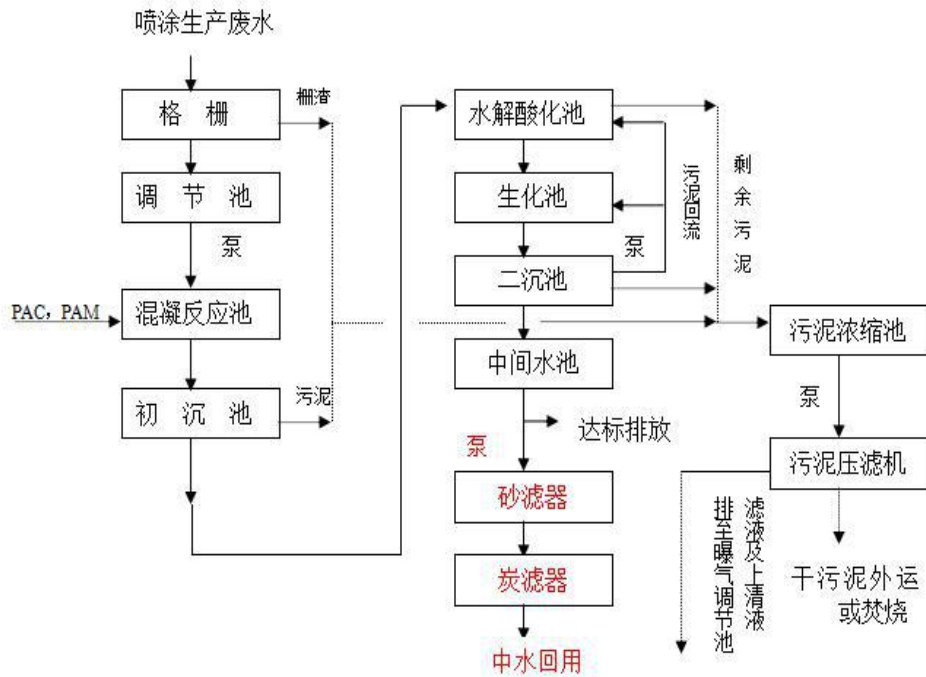 喷涂生产废水
格 栅
栅渣
调 节 池
泵
PAC，PAM
混凝反应池
初 沉 池
污泥
水解酸化池
生化池
泵
污泥回流
剩余污泥
二沉池
中间水池
达标排放
泵
砂滤器
炭滤器
中水回用
污泥浓缩池
泵
污泥压滤机
滤液及上清液
排至曝气调节池
干污泥外运
或焚烧